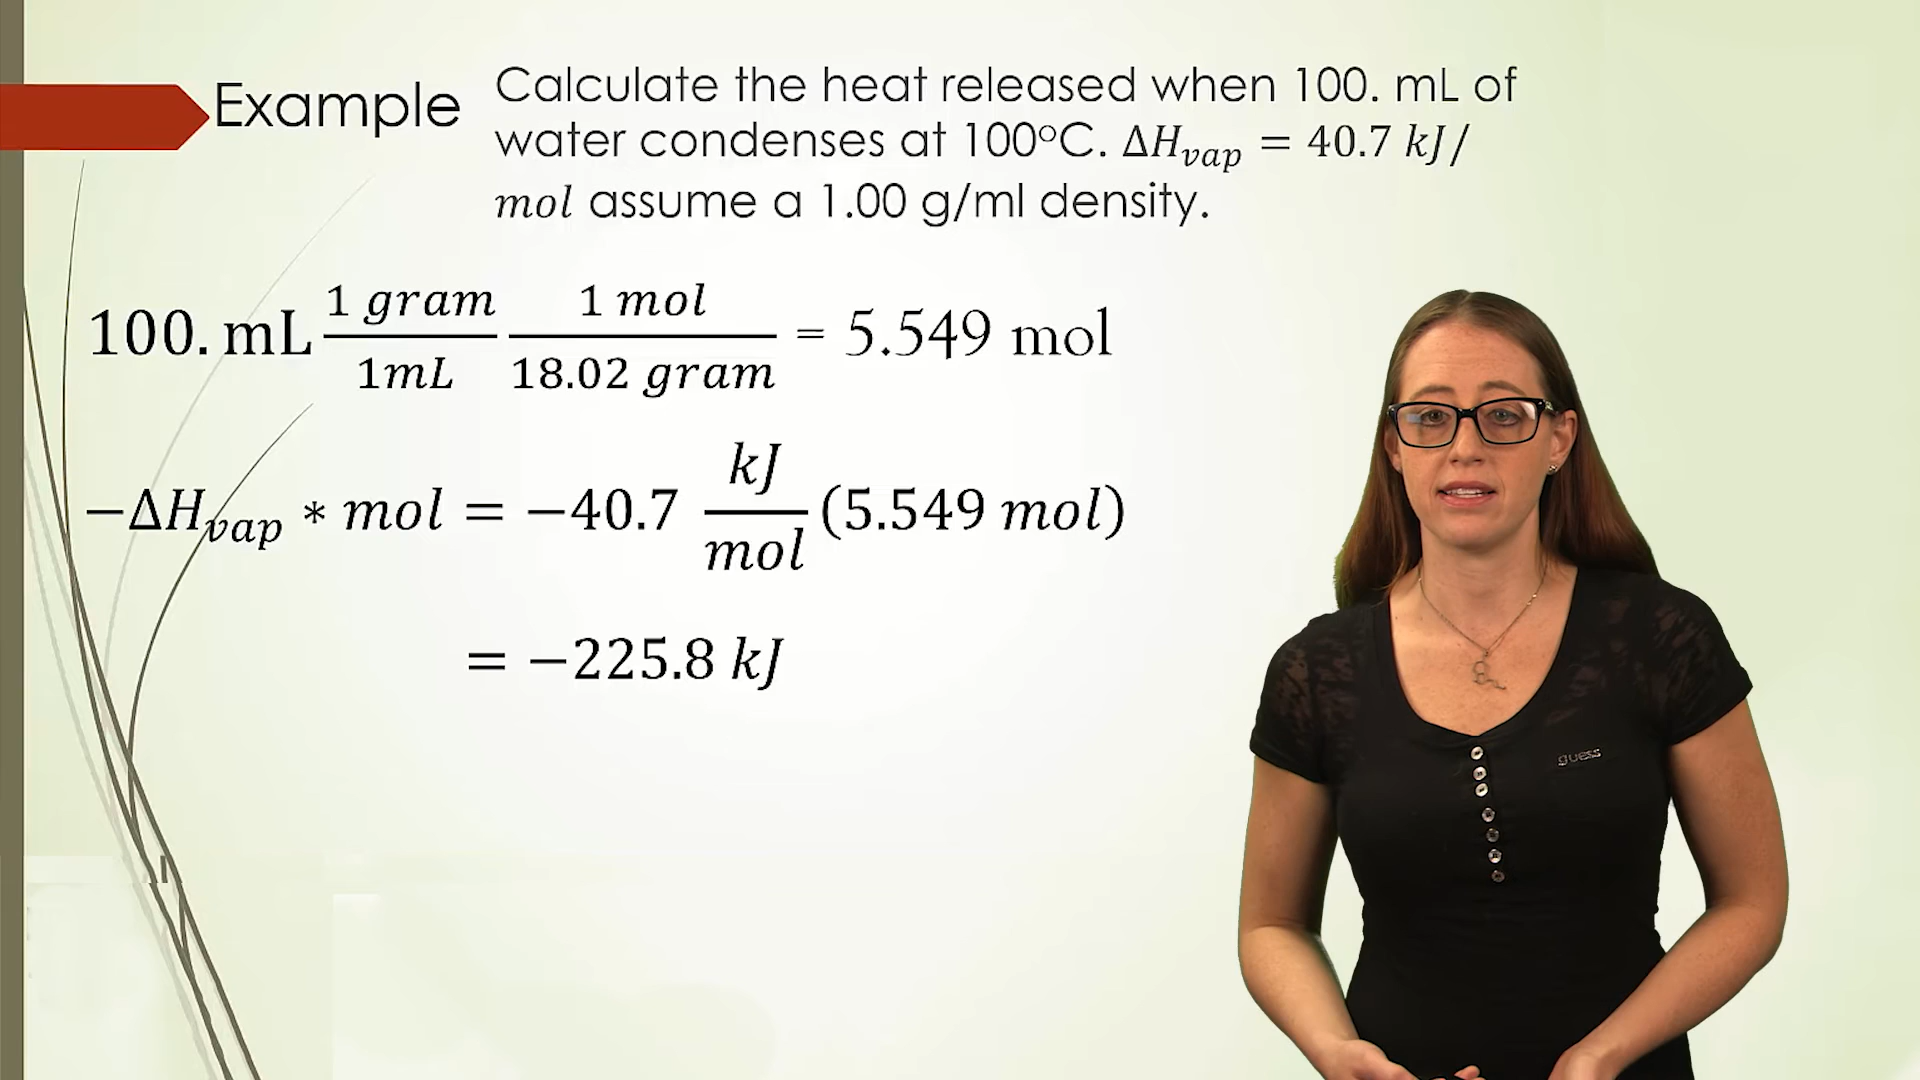 Example
Calculate the heat released when 100. mL of
water condenses at 100°C. ΔH_vap = 40.7 kJ/
mol assume a 1.00 g/ml density.
100. mL 1 gram/1mL 1 mol/18.02 gram = 5.549 mol
−ΔH_vap * mol = −40.7 kJ/mol (5.549 mol)
= −225.8 kJ
guess